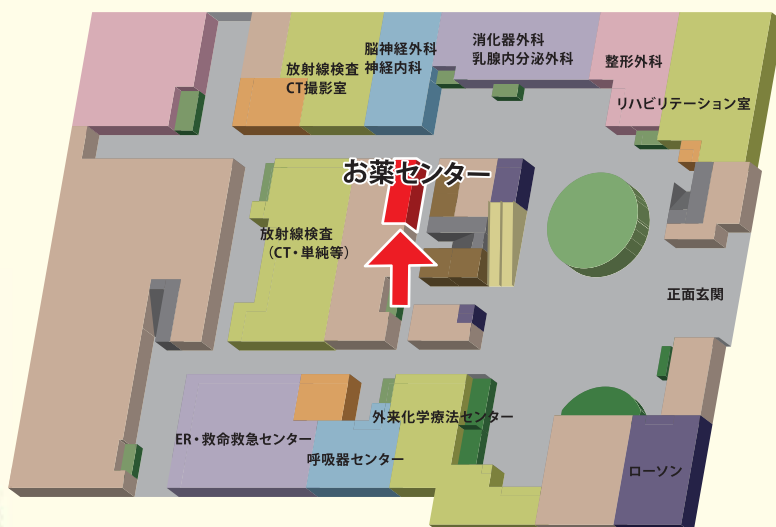 脳神経外科
神経内科
消化器外科
乳腺内分泌外科
整形外科
放射線検査
CT撮影室
リハビリテーション室
お薬センター
放射線検査
（CT・単純等）
正面玄関
外来化学療法センター
ER・救命救急センター
呼吸器センター
ローソン